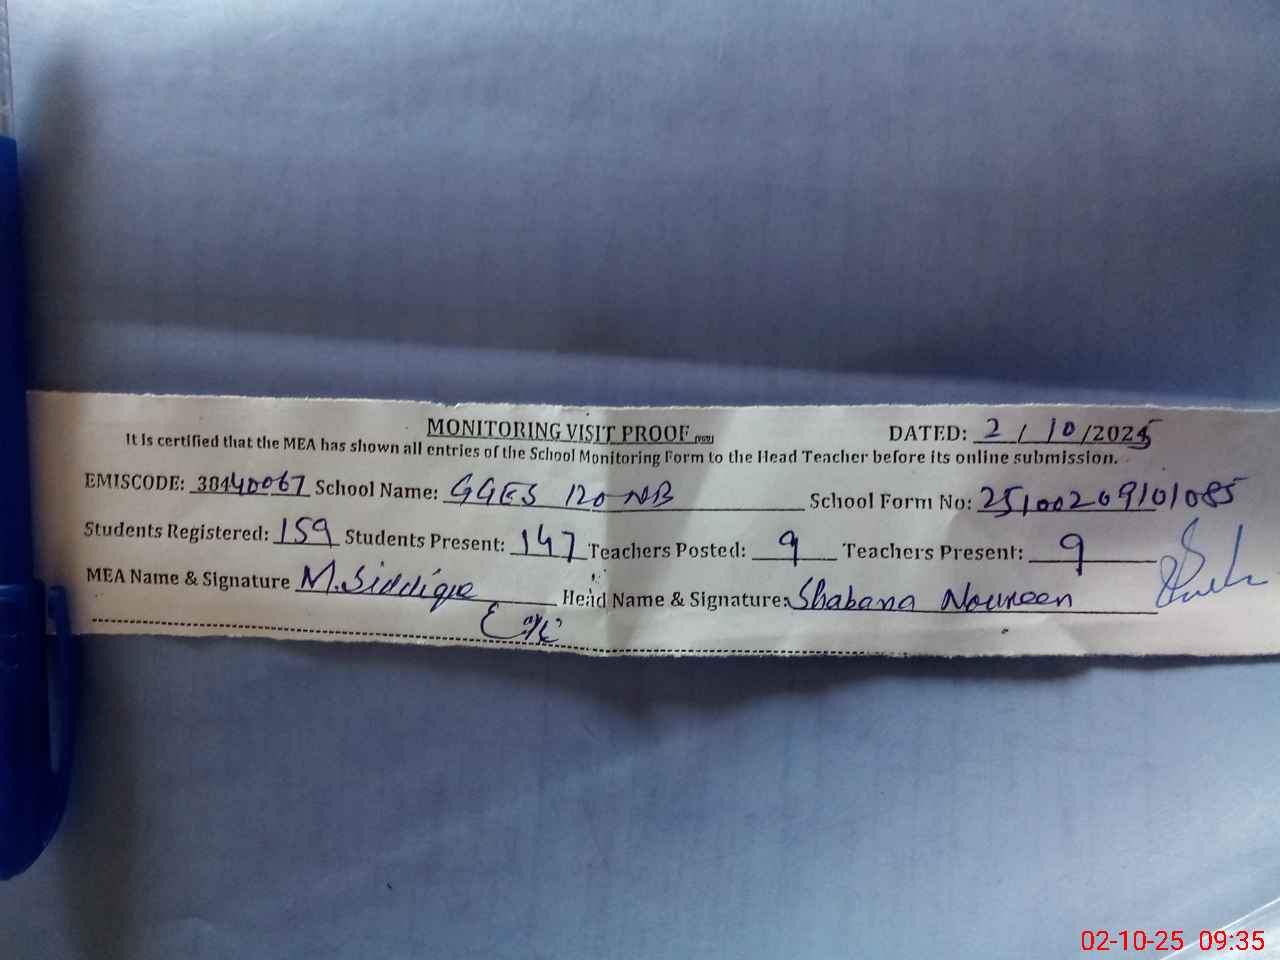 MONITORING VISIT PROOF DATED: 2 / 10 /2025
It is certified that the MEA has shown all entries of the School Monitoring Form to the Head Teacher before its online submission.
EMISCODE: 38440067 School Name: GGES 120 NB School Form No: 25100209101085
Students Registered: 159 Students Present: 147 Teachers Posted: 9 Teachers Present: 9
MEA Name & Signature M. Siddique Head Name & Signature: Shabana Noureen
02-10-25 09:35